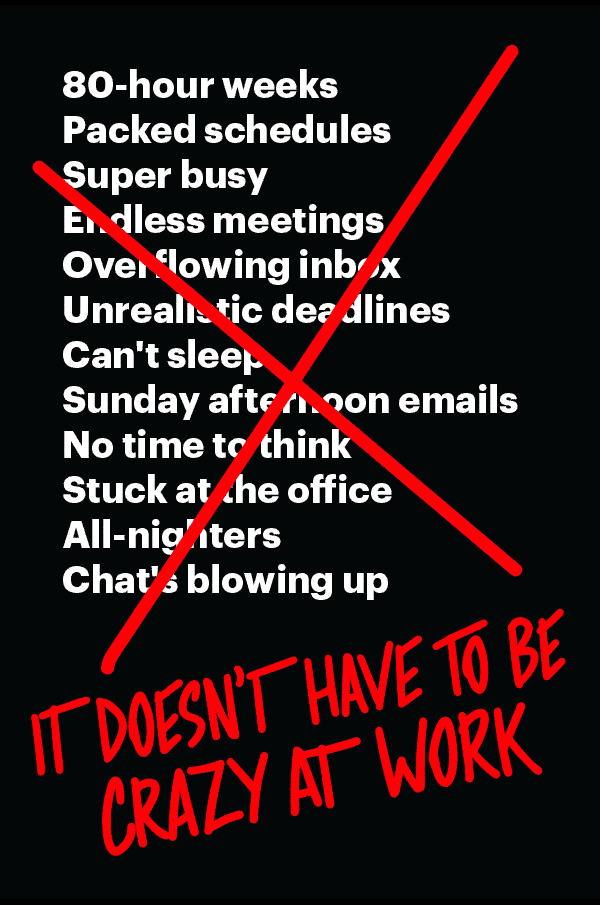 80-hour weeks
Packed schedules
Super busy
Endless meetings
Overflowing inbox
Unrealistic deadlines
Can't sleep
Sunday afternoon emails
No time to think
Stuck at the office
All-nighters
Chat's blowing up
IT DOESN'T HAVE TO BE
CRAZY AT WORK